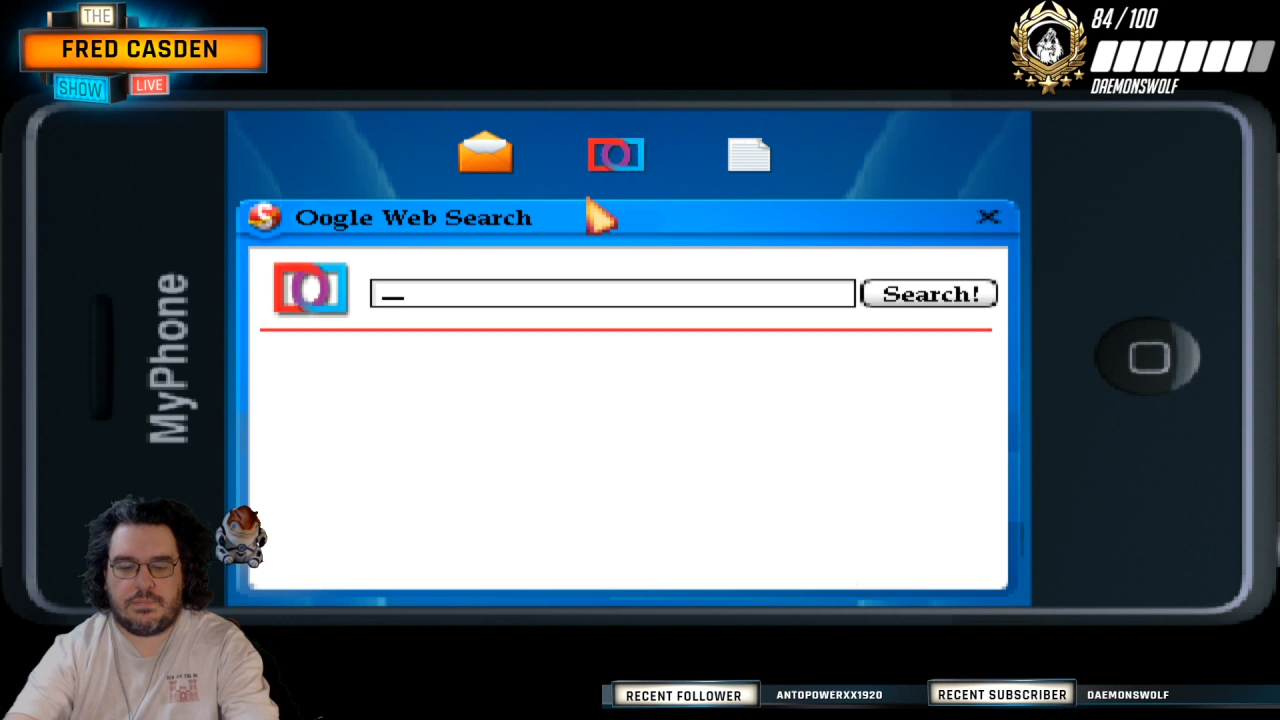 THE
FRED CASDEN
SHOW
LIVE
84/100
DAEMONSWOLF
Oogle Web Search
Search!
MyPhone
RECENT FOLLOWER
ANTOPOWERXX1920
RECENT SUBSCRIBER
DAEMONSWOLF